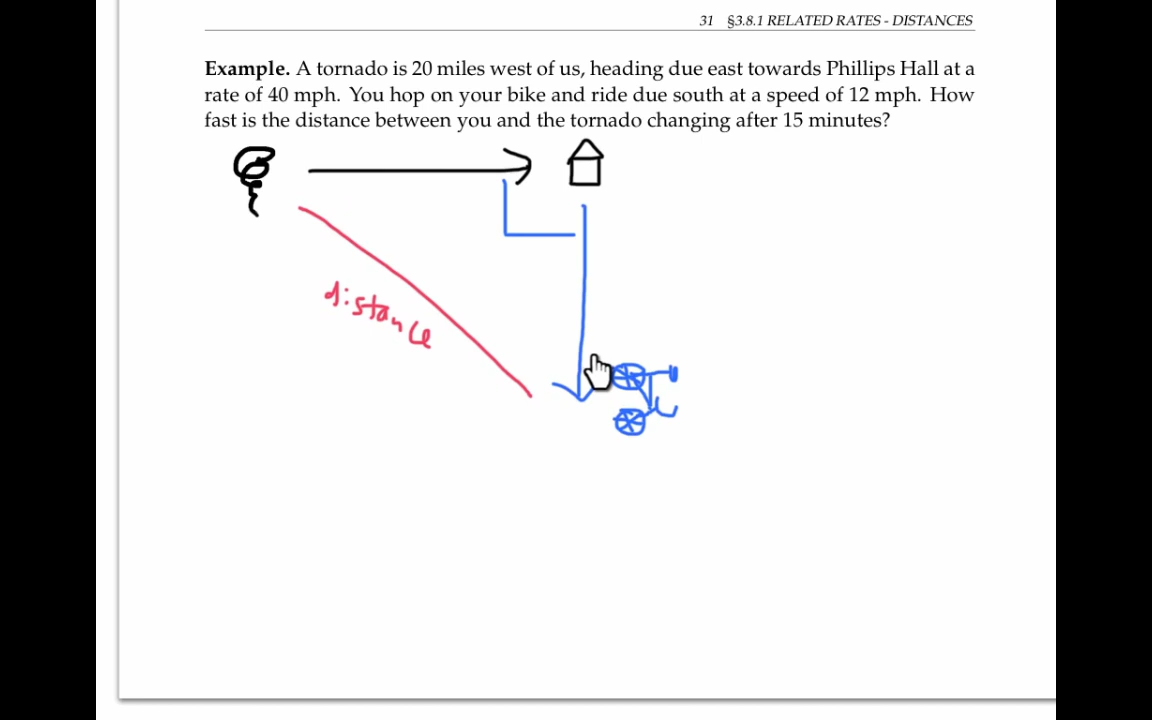 31 §3.8.1 RELATED RATES - DISTANCES
Example. A tornado is 20 miles west of us, heading due east towards Phillips Hall at a
rate of 40 mph. You hop on your bike and ride due south at a speed of 12 mph. How
fast is the distance between you and the tornado changing after 15 minutes?
distance